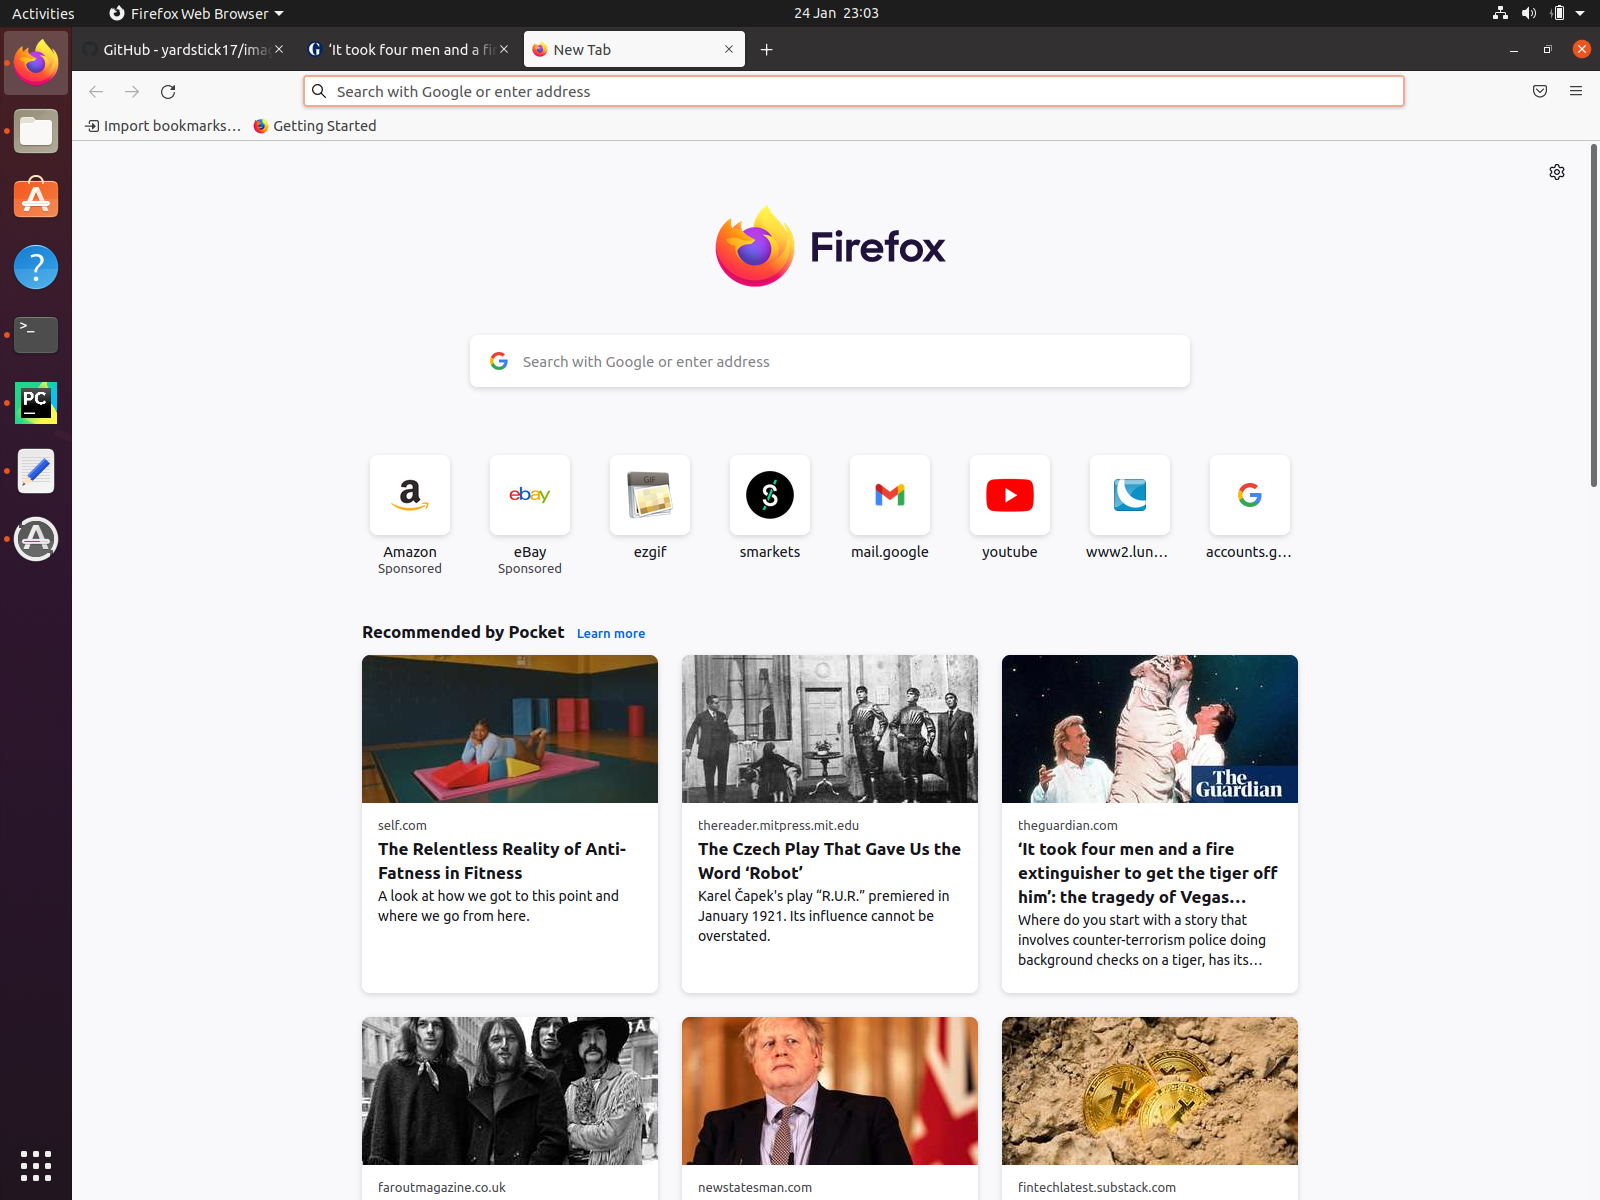 Activities
Firefox Web Browser
24 Jan 23:03
GitHub - yardstick17/ima
‘It took four men and a fi
New Tab
Search with Google or enter address
Import bookmarks…
Getting Started
Firefox
Search with Google or enter address
GIF
Amazon
Sponsored
ebay
eBay
Sponsored
ezgif
smarkets
mail.google
youtube
www2.lun…
accounts.g…
PC
Recommended by Pocket
Learn more
The
Guardian
self.com
The Relentless Reality of Anti-
Fatness in Fitness
A look at how we got to this point and
where we go from here.
thereader.mitpress.mit.edu
The Czech Play That Gave Us the
Word ‘Robot’
Karel Čapek's play “R.U.R.” premiered in
January 1921. Its influence cannot be
overstated.
theguardian.com
‘It took four men and a fire
extinguisher to get the tiger off
him’: the tragedy of Vegas…
Where do you start with a story that
involves counter-terrorism police doing
background checks on a tiger, has its…
faroutmagazine.co.uk
newstatesman.com
fintechlatest.substack.com